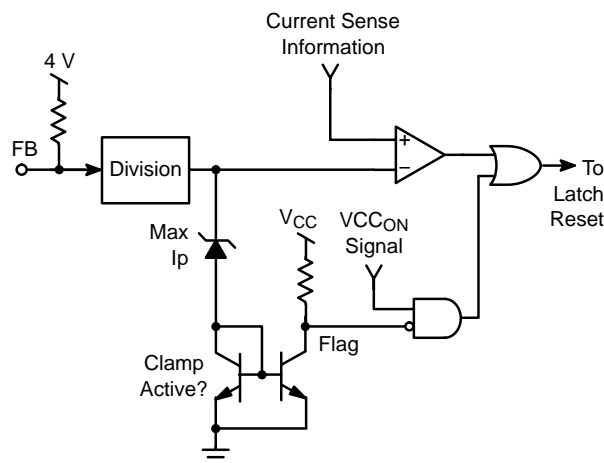 Current Sense
Information
4 V
FB
Division
+
−
To
Latch
Reset
Max
Ip
VCC
VCCON
Signal
Flag
Clamp
Active?